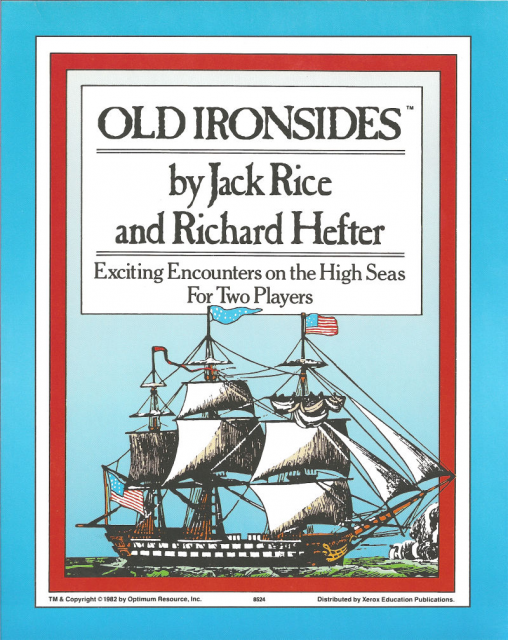 OLD IRONSIDES™
by Jack Rice
and Richard Hefter
Exciting Encounters on the High Seas
For Two Players
TM & Copyright © 1982 by Optimum Resource, Inc.
8524
Distributed by Xerox Education Publications.